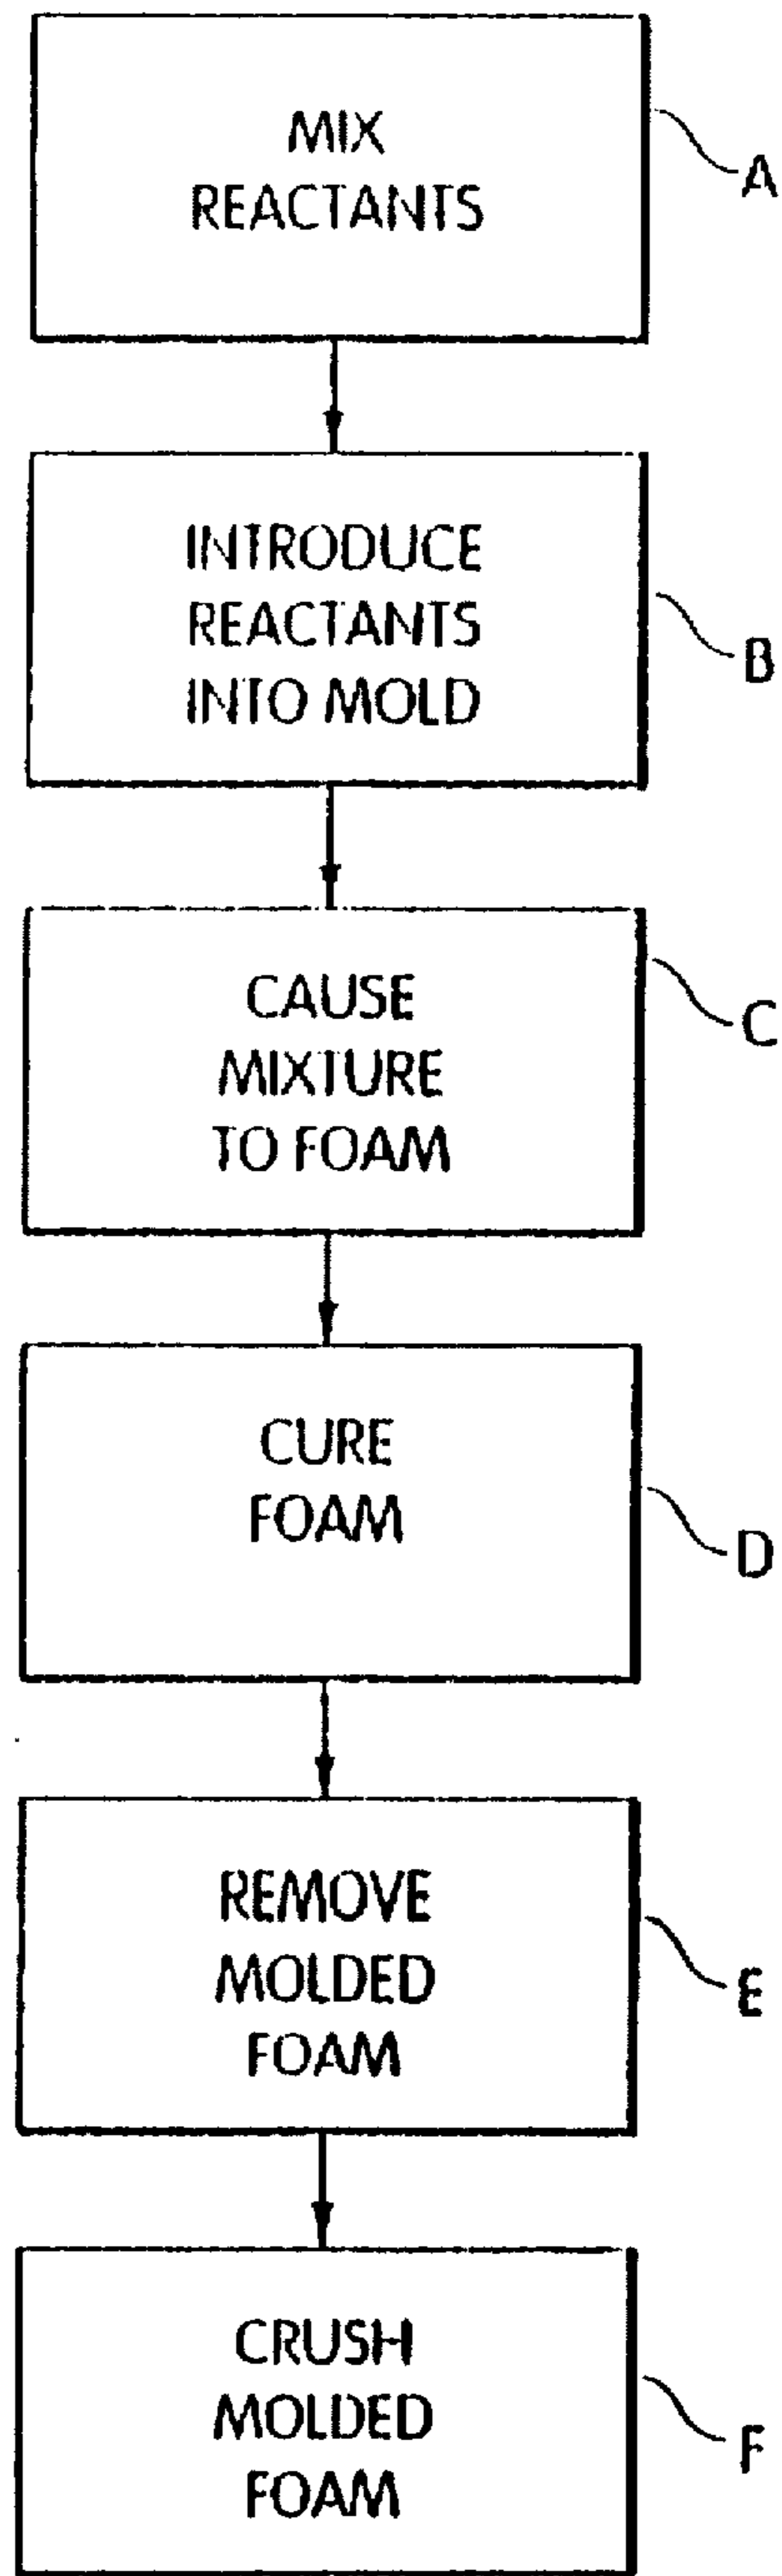 MIX
REACTANTS
A
INTRODUCE
REACTANTS
INTO MOLD
B
CAUSE
MIXTURE
TO FOAM
C
CURE
FOAM
D
REMOVE
MOLDED
FOAM
E
CRUSH
MOLDED
FOAM
F